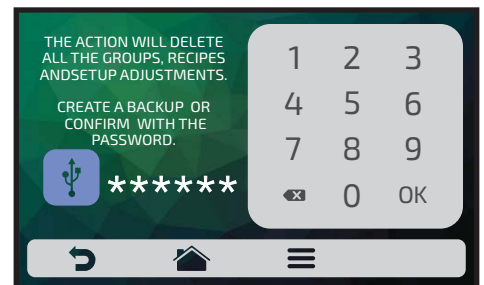 THE ACTION WILL DELETE
ALL THE GROUPS, RECIPES
ANDSETUP ADJUSTMENTS.
CREATE A BACKUP OR
CONFIRM WITH THE
PASSWORD.
******
1 2 3
4 5 6
7 8 9
0 OK